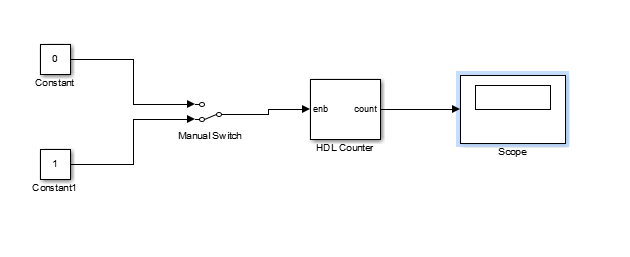 0
Constant
1
Constant1
Manual Switch
enb
count
HDL Counter
Scope